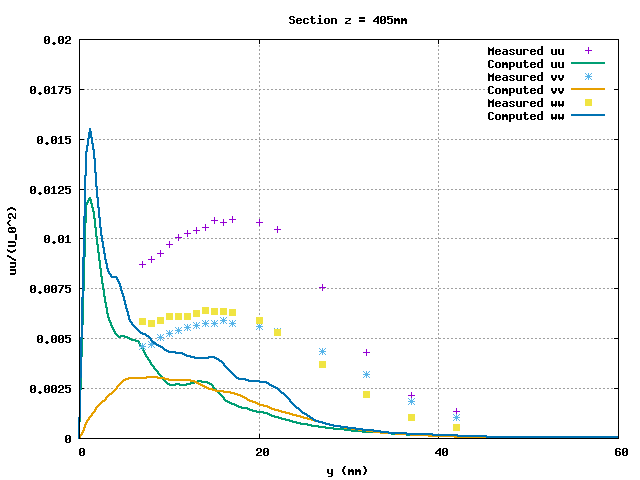 Section z = 405mm
0.02
0.0175
0.015
0.0125
0.01
0.0075
0.005
0.0025
0
uu/(U_0^2)
Measured uu
Computed uu
Measured vv
Computed vv
Measured ww
Computed ww
0 20 40 60
y (mm)